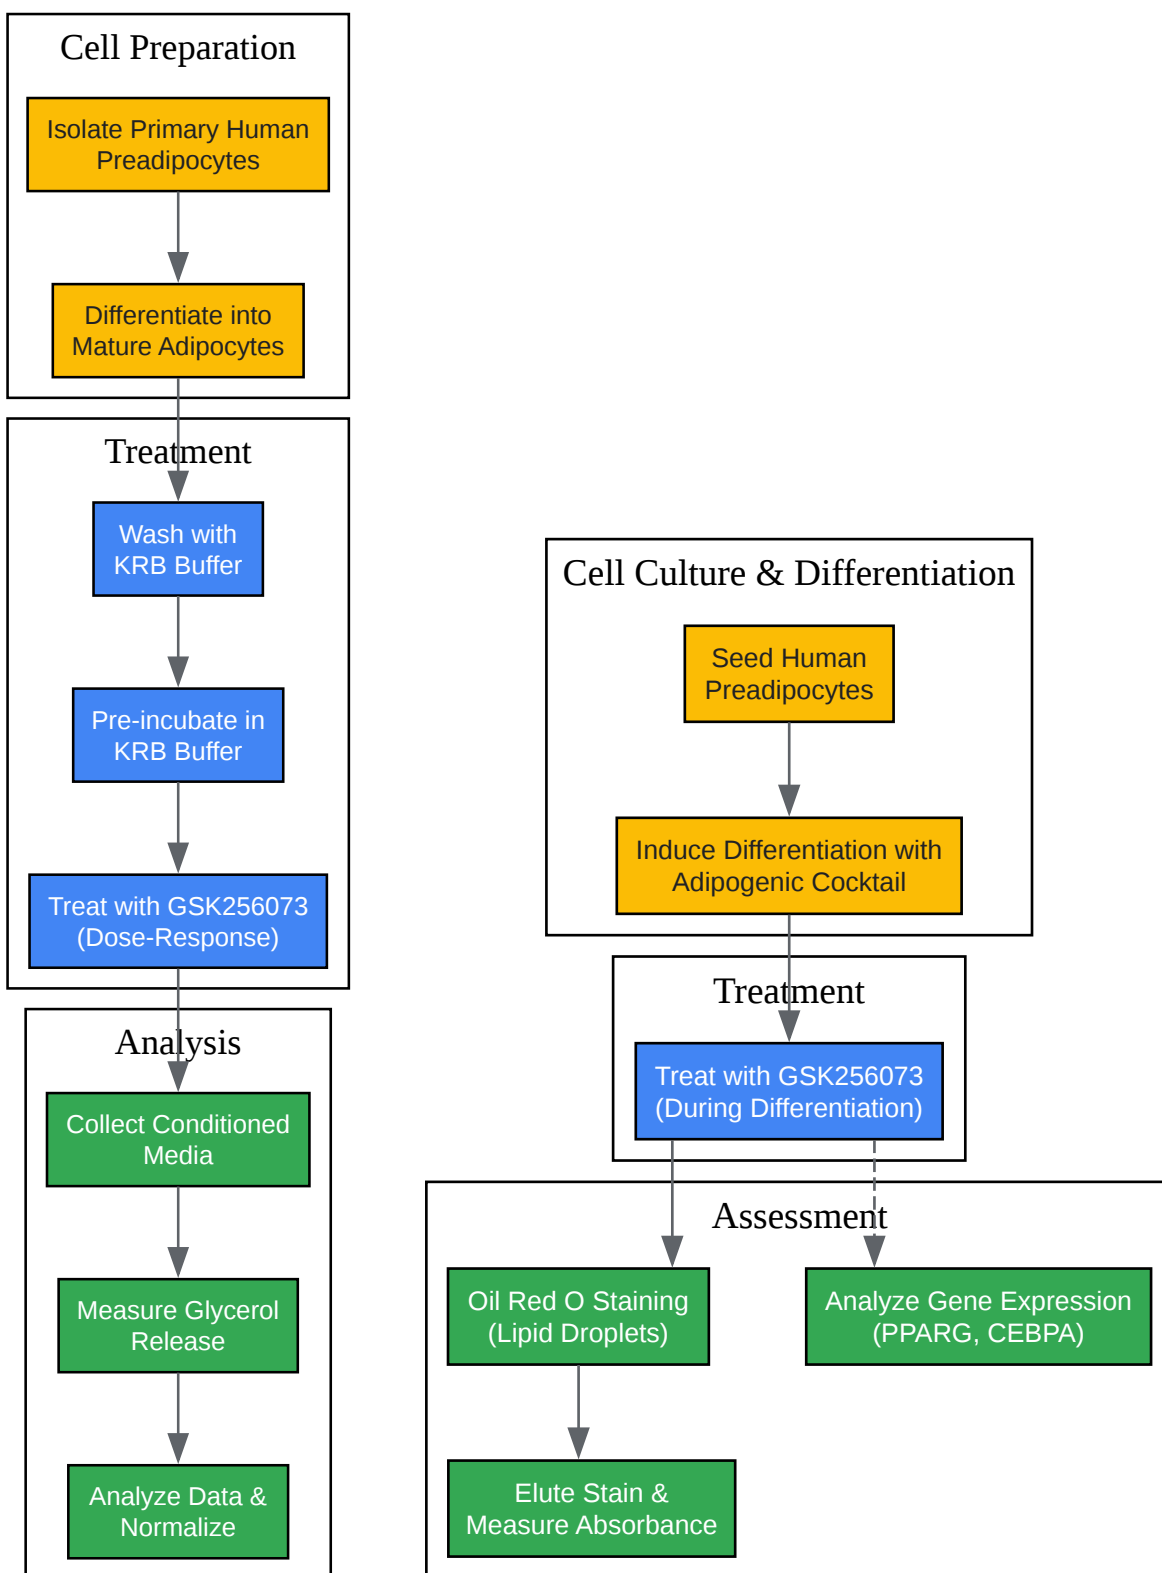 Cell Preparation
Isolate Primary Human
Preadipocytes
Differentiate into
Mature Adipocytes
Treatment
Wash with
KRB Buffer
Pre-incubate in
KRB Buffer
Treat with GSK256073
(Dose-Response)
Analysis
Collect Conditioned
Media
Measure Glycerol
Release
Analyze Data &
Normalize
Cell Culture & Differentiation
Seed Human
Preadipocytes
Induce Differentiation with
Adipogenic Cocktail
Treatment
Treat with GSK256073
(During Differentiation)
Assessment
Oil Red O Staining
(Lipid Droplets)
Analyze Gene Expression
(PPARG, CEBPA)
Elute Stain &
Measure Absorbance